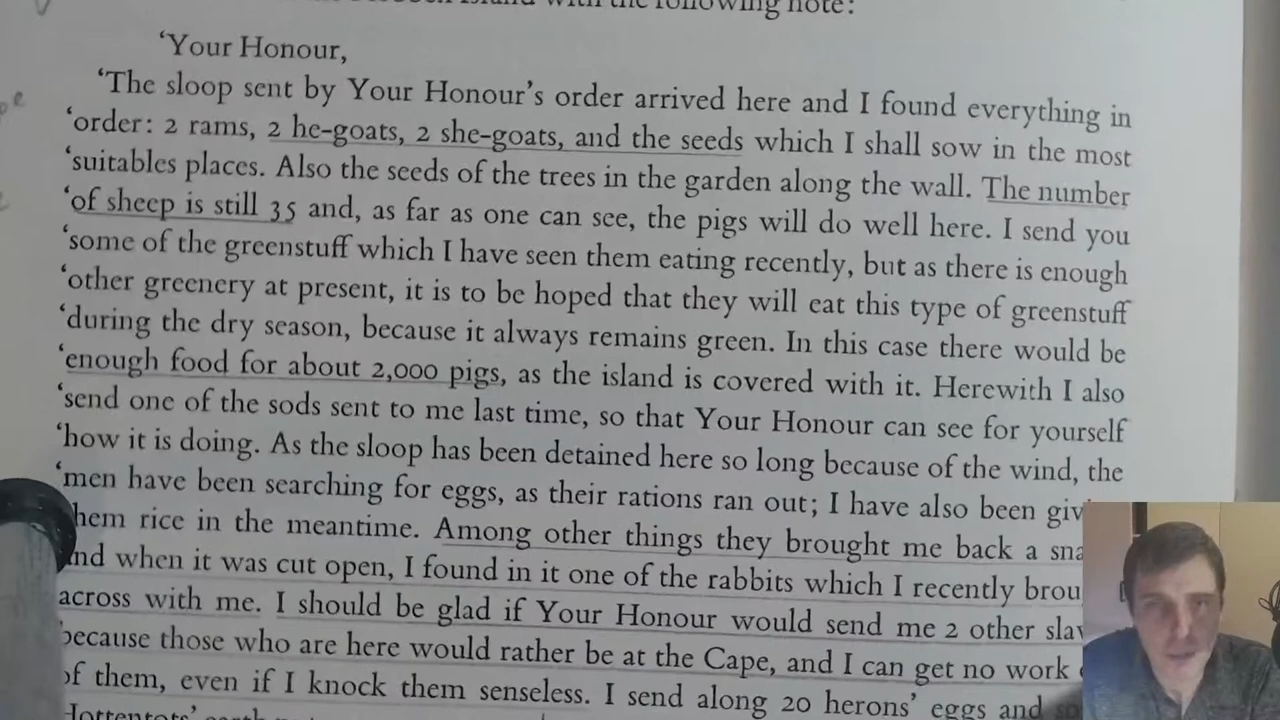 Island with the following note:
‘Your Honour,
‘The sloop sent by Your Honour’s order arrived here and I found everything in
‘order: 2 rams, 2 he-goats, 2 she-goats, and the seeds which I shall sow in the most
‘suitables places. Also the seeds of the trees in the garden along the wall. The number
‘of sheep is still 35 and, as far as one can see, the pigs will do well here. I send you
‘some of the greenstuff which I have seen them eating recently, but as there is enough
‘other greenery at present, it is to be hoped that they will eat this type of greenstuff
‘during the dry season, because it always remains green. In this case there would be
‘enough food for about 2,000 pigs, as the island is covered with it. Herewith I also
‘send one of the sods sent to me last time, so that Your Honour can see for yourself
‘how it is doing. As the sloop has been detained here so long because of the wind, the
‘men have been searching for eggs, as their rations ran out; I have also been
rice in the meantime. Among other things they brought me back a
when it was cut open, I found in it one of the rabbits which I recently
across with me. I should be glad if Your Honour would send me 2 other
because those who are here would rather be at the Cape, and I can get no work
of them, even if I knock them senseless. I send along 20 herons’ eggs and